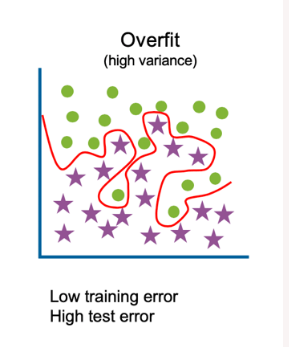 Overfit
(high variance)
Low training error
High test error